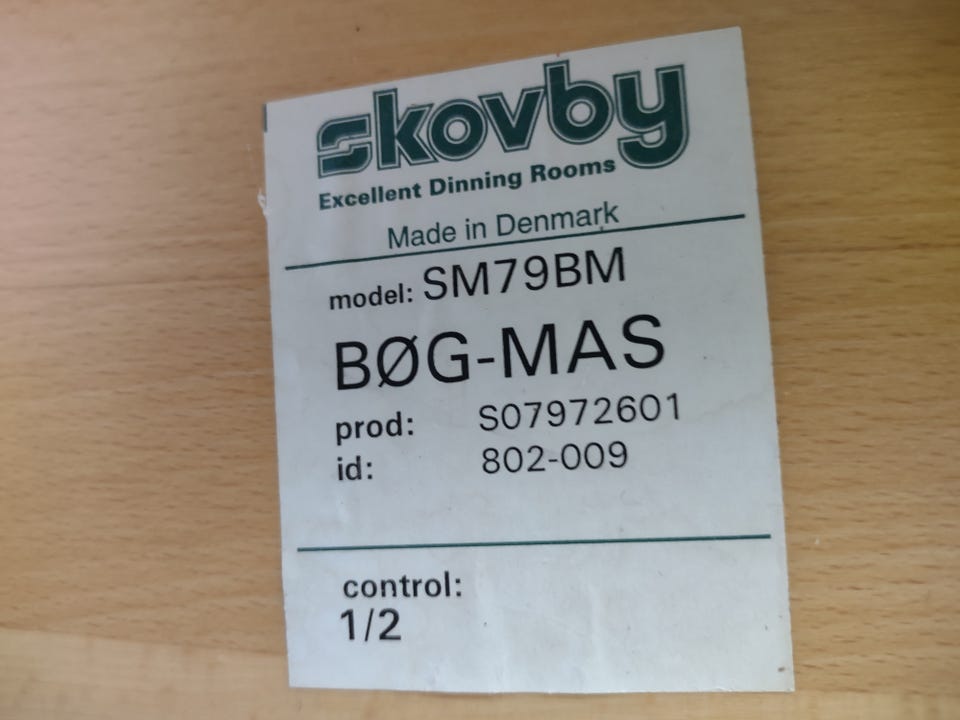 skovby
Excellent Dinning Rooms
Made in Denmark
model: SM79BM
BØG-MAS
prod: S07972601
id: 802-009
control:
1/2